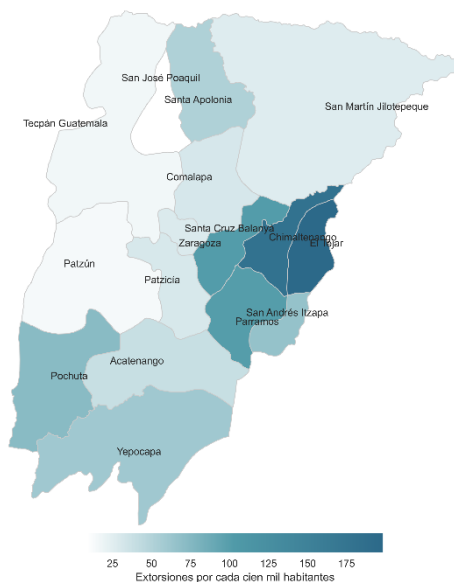 San José Poaquil
Santa Apolonia
San Martín Jilotepeque
Tecpán Guatemala
Comalapa
Santa Cruz Balanya
Chimaltenango
Zaragoza
El Tejar
Patzún
Patzicía
San Andrés Itzapa
Parramos
Acatenango
Pochuta
Yepocapa
25 50 75 100 125 150 175
Extorsiones por cada cien mil habitantes